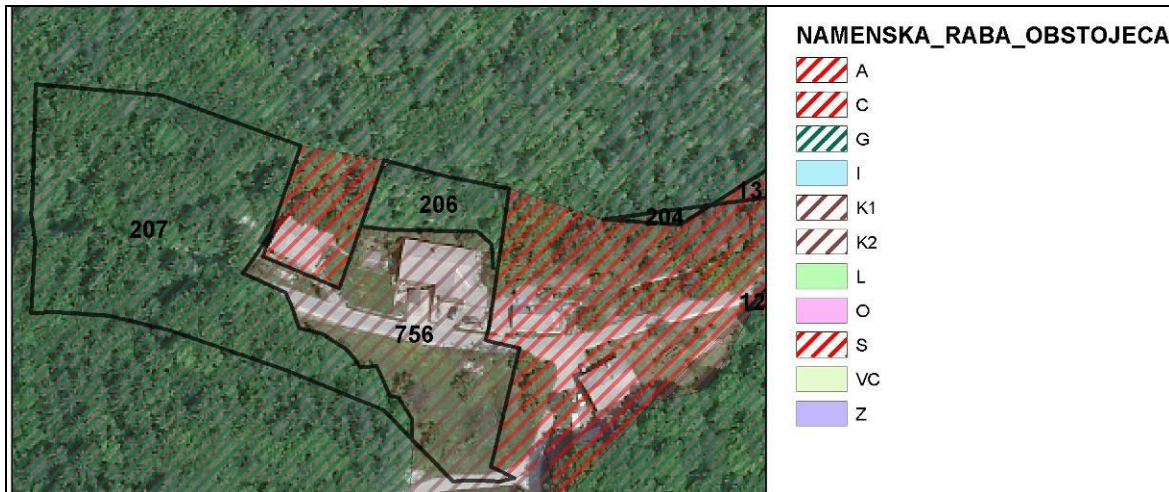 NAMENSKA_RABA_OBSTOJECA
A
C
G
I
K1
K2
L
O
S
VC
Z
13
206
204
207
12
756